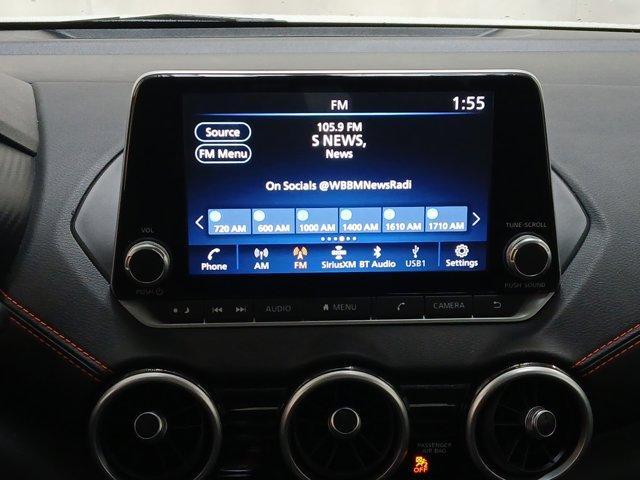 FM
1:55
Source
105.9 FM
S NEWS,
FM Menu
News
On Socials @WBBMNewsRadi
720 AM 600 AM 1000 AM 1400 AM 1610 AM 1710 AM
Phone AM FM SiriusXM BT Audio USB1 Settings
VOL
TUNE·SCROLL
PUSH
PUSH SOUND
AUDIO MENU CAMERA
PASSENGER
AIR BAG
OFF